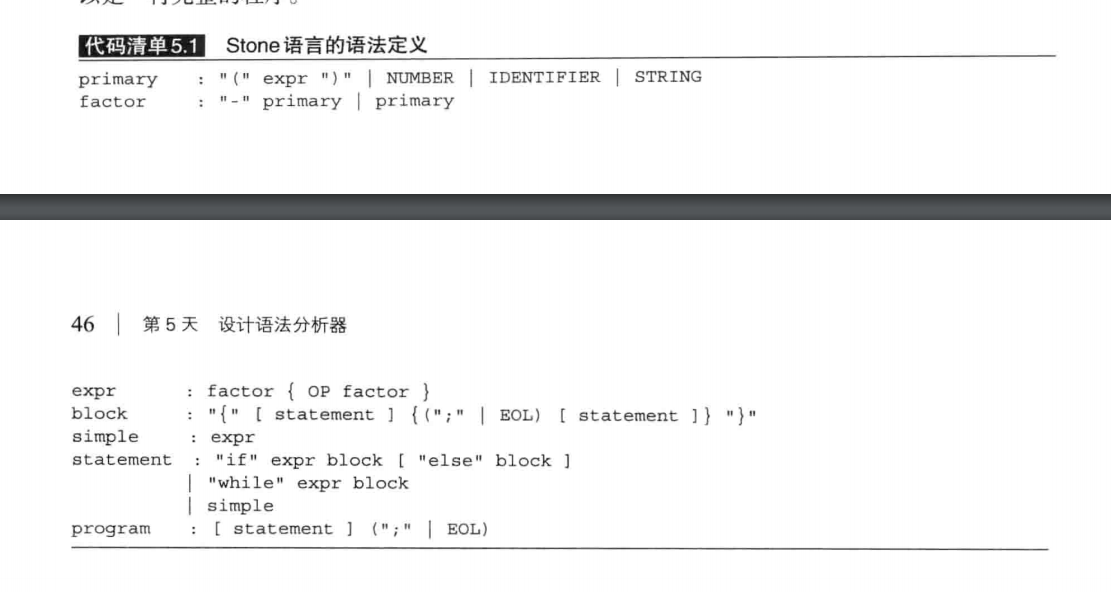 代码清单5.1 Stone语言的语法定义
primary : "(" expr ")" | NUMBER | IDENTIFIER | STRING
factor : "-" primary | primary
46 | 第5天 设计语法分析器
expr : factor { OP factor }
block : "{" [ statement ] {(";" | EOL) [ statement ]} "}"
simple : expr
statement : "if" expr block [ "else" block ]
| "while" expr block
| simple
program : [ statement ] (";" | EOL)